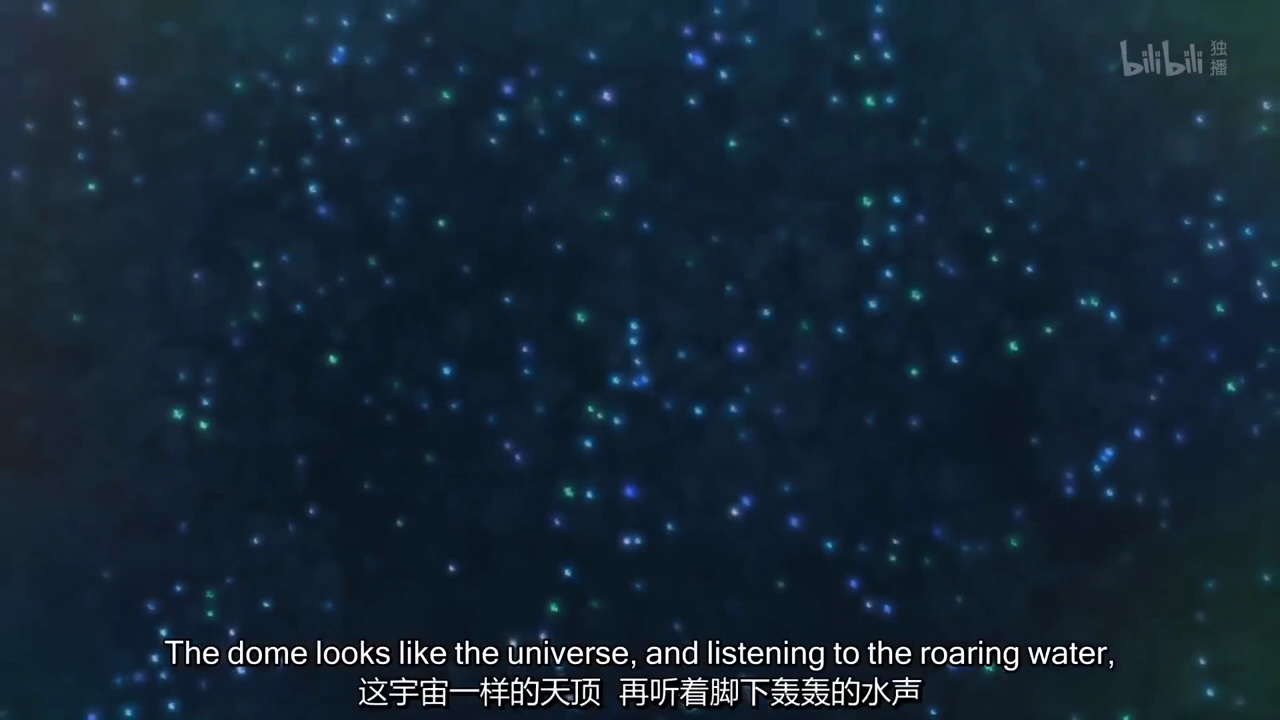 bilibili 独播
The dome looks like the universe, and listening to the roaring water,
这宇宙一样的天顶 再听着脚下轰轰的水声